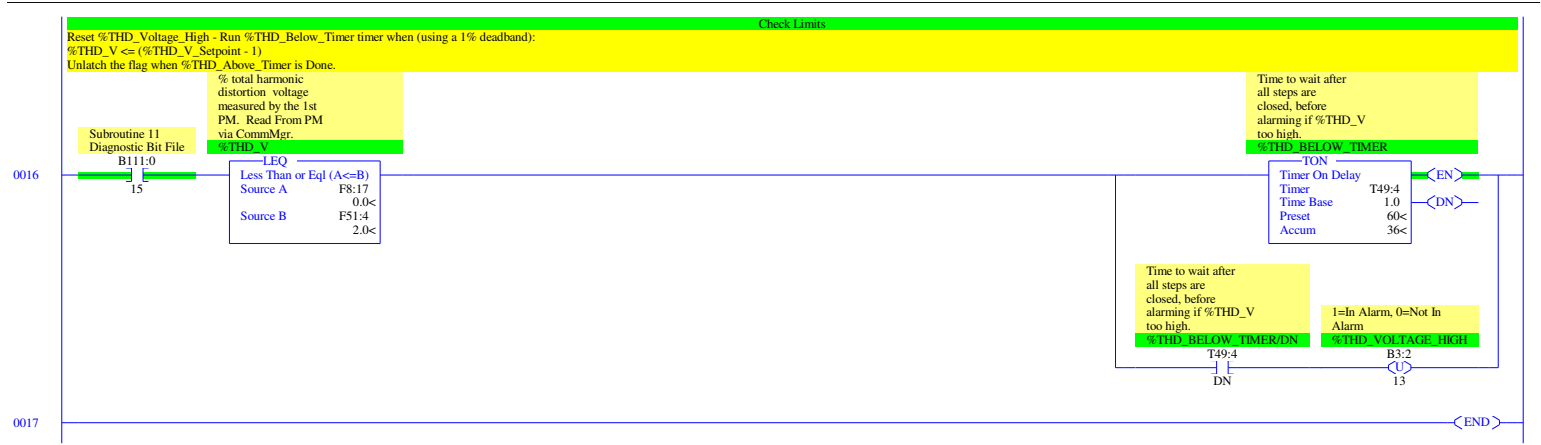 Check Limits
Reset %THD_Voltage_High - Run %THD_Below_Timer timer when (using a 1% deadband):
%THD_V <= (%THD_V_Setpoint - 1)
Unlatch the flag when %THD_Above_Timer is Done.
% total harmonic
distortion voltage
measured by the 1st
PM. Read From PM
via CommMgr.
%THD_V
Time to wait after
all steps are
closed, before
alarming if %THD_V
too high.
%THD_BELOW_TIMER
Subroutine 11
Diagnostic Bit File
B111:0
15
0016
LEQ
Less Than or Eql (A<=B)
Source A F8:17
0.0<
Source B F51:4
2.0<
TON
Timer On Delay
Timer T49:4
Time Base 1.0
Preset 60<
Accum 36<
EN
DN
Time to wait after
all steps are
closed, before
alarming if %THD_V
too high.
%THD_BELOW_TIMER/DN
T49:4
DN
1=In Alarm, 0=Not In
Alarm
%THD_VOLTAGE_HIGH
B3:2
U
13
0017
END